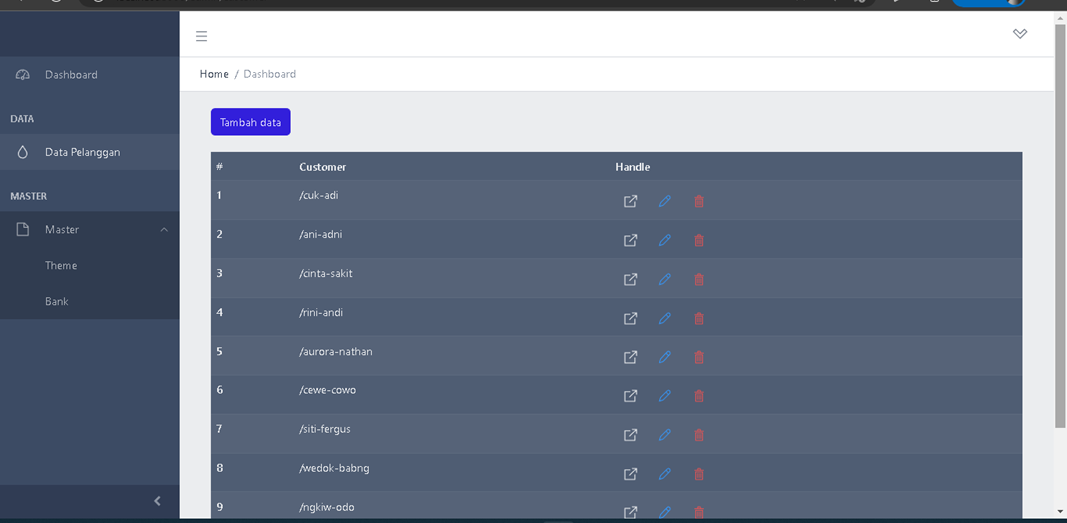 Home / Dashboard
Dashboard
DATA
Data Pelanggan
MASTER
Master
Theme
Bank
Tambah data
# Customer Handle
1 /cuk-adi
2 /ani-adni
3 /cinta-sakit
4 /rini-andi
5 /aurora-nathan
6 /cewe-cowo
7 /siti-fergus
8 /wedok-babng
9 /ngkiw-odo